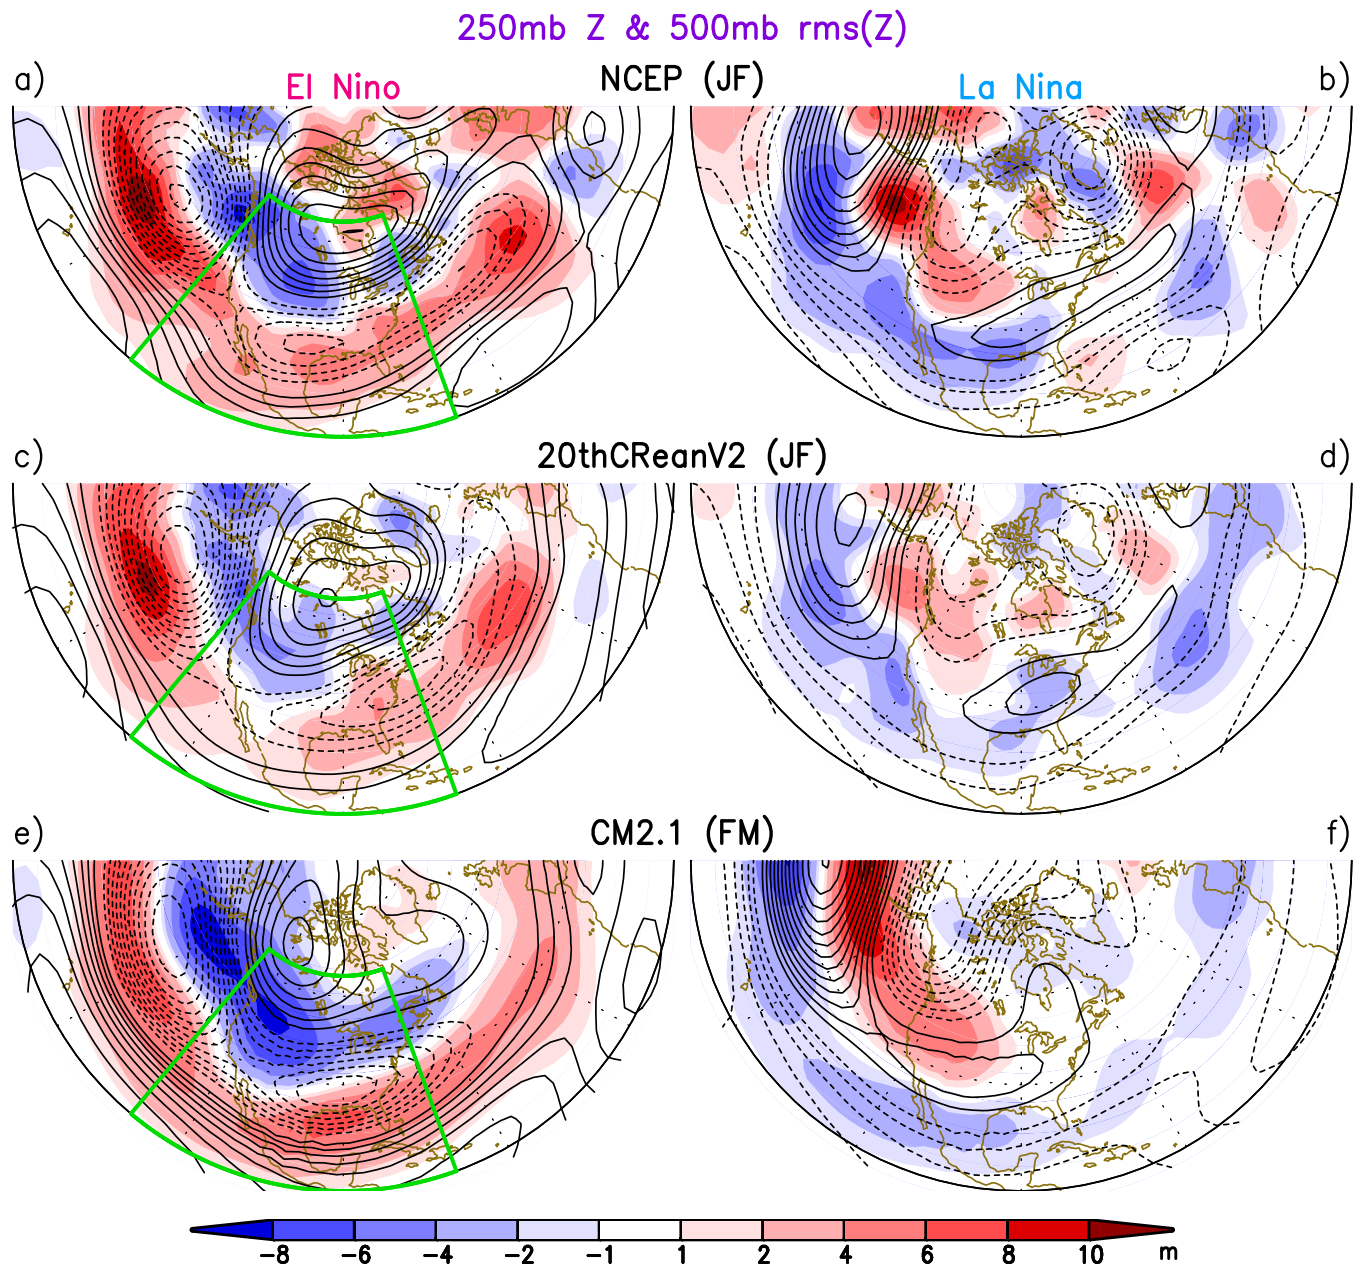 250mb Z & 500mb rms(Z)
a) El Nino NCEP (JF) La Nina b)
c) 20thCReanV2 (JF) d)
e) CM2.1 (FM) f)
-8 -6 -4 -2 -1 1 2 4 6 8 10 m